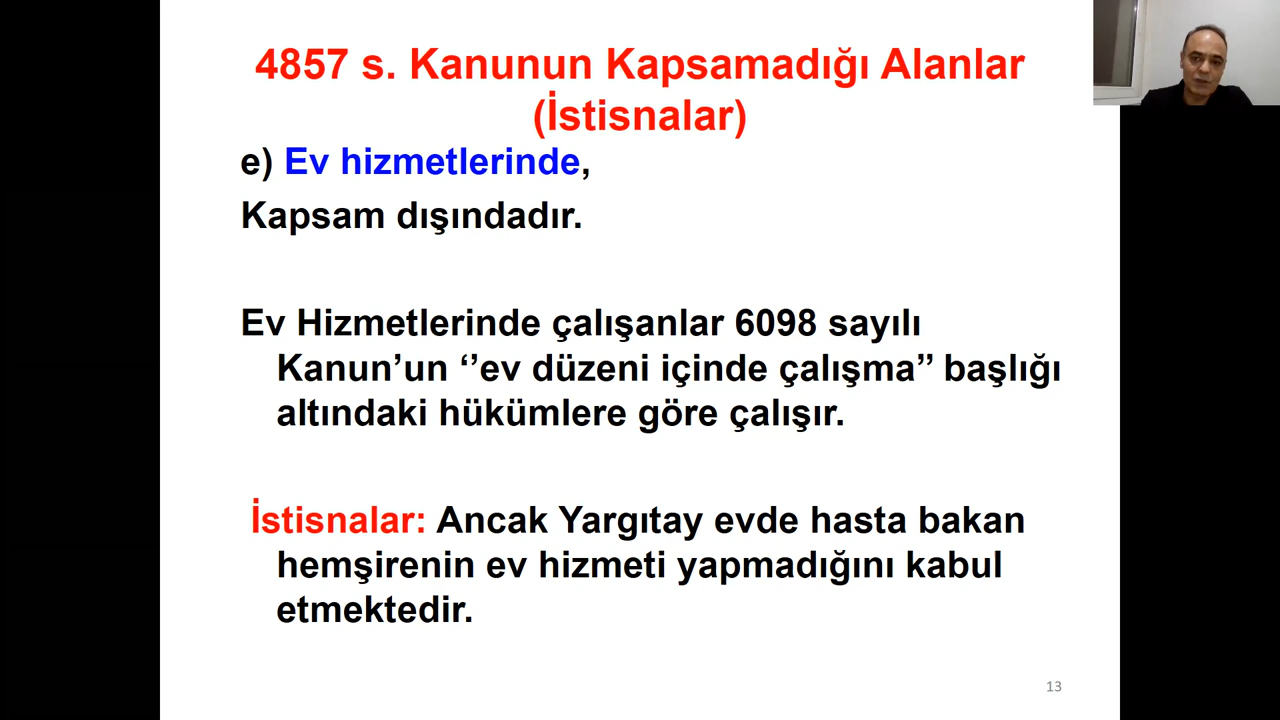 4857 s. Kanunun Kapsamadığı Alanlar
(İstisnalar)
e) Ev hizmetlerinde,
Kapsam dışındadır.
Ev Hizmetlerinde çalışanlar 6098 sayılı
Kanun’un ‘’ev düzeni içinde çalışma’’ başlığı
altındaki hükümlere göre çalışır.
İstisnalar: Ancak Yargıtay evde hasta bakan
hemşirenin ev hizmeti yapmadığını kabul
etmektedir.
13